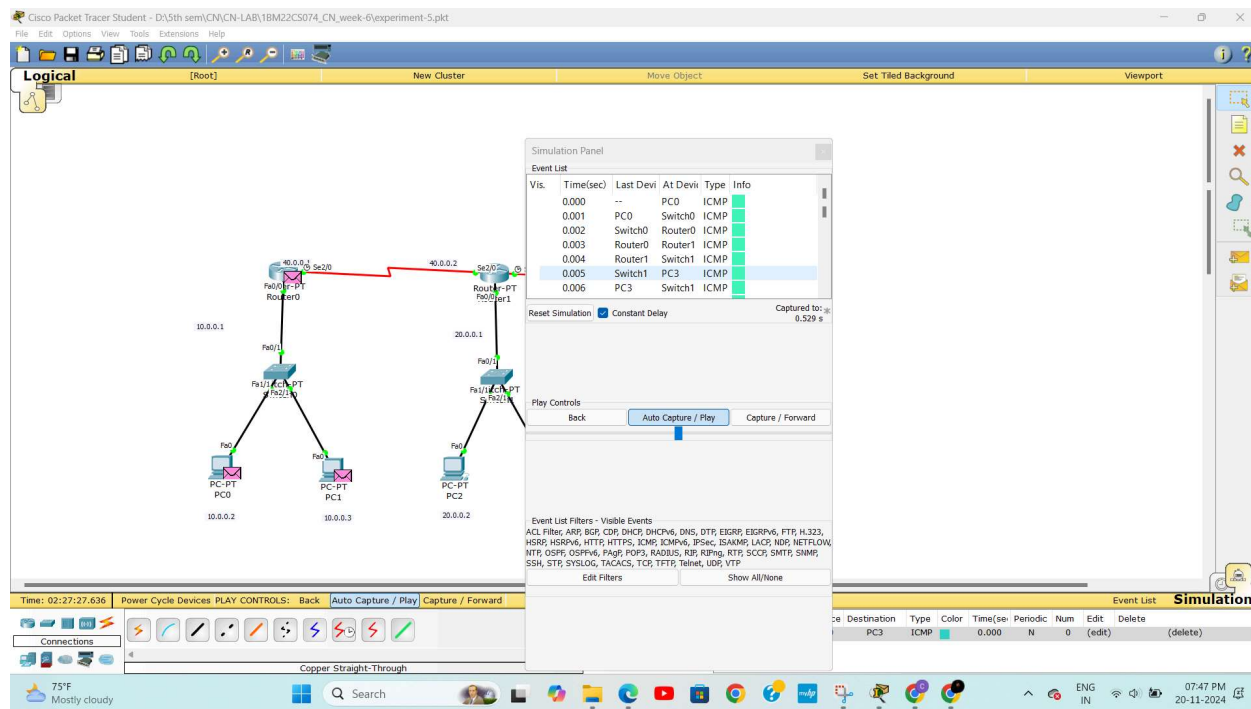 Cisco Packet Tracer Student - D:\5th sem\CN\CN-LAB\1BM22CS074_CN_week-6\experiment-5.pkt
File Edit Options View Tools Extensions Help
Logical [Root] New Cluster Move Object Set Tiled Background Viewport
Simulation Panel
Event List
Vis. Time(sec) Last Devi At Devic Type Info
0.000 -- PC0 ICMP
0.001 PC0 Switch0 ICMP
0.002 Switch0 Router0 ICMP
0.003 Router0 Router1 ICMP
0.004 Router1 Switch1 ICMP
0.005 Switch1 PC3 ICMP
0.006 PC3 Switch1 ICMP
Reset Simulation Constant Delay Captured to:
0.529 s
Play Controls
Back Auto Capture / Play Capture / Forward
Event List Filters - Visible Events
ACL Filter, ARP, BGP, CDP, DHCP, DHCPv6, DNS, DTP, EIGRP, EIGRPv6, FTP, H.323,
HSRP, HSRPv6, HTTP, HTTPS, ICMP, ICMPv6, IPSec, ISAKMP, LACP, NDP, NETFLOW,
NTP, OSPF, OSPFv6, PAgP, POP3, RADIUS, RIP, RIPng, RTP, SCCP, SMTP, SNMP,
SSH, STP, SYSLOG, TACACS, TCP, TFTP, Telnet, UDP, VTP
Edit Filters Show All/None
40.0.0.1 Se2/0 40.0.0.2 Se2/0
Fa0/0
Router0
Router-PT
Fa0/0
10.0.0.1
20.0.0.1
Fa0/1
Fa0/1
Fa1/1
Fa2/1
Fa1/1
Fa2/1
Fa0
Fa0
Fa0
PC-PT
PC0
PC-PT
PC1
PC-PT
PC2
10.0.0.2
10.0.0.3
20.0.0.2
Time: 02:27:27.636 Power Cycle Devices PLAY CONTROLS: Back Auto Capture / Play Capture / Forward
Event List Simulation
Destination Type Color Time(sec Periodic Num Edit Delete
PC3 ICMP 0.000 N 0 (edit) (delete)
Connections
Copper Straight-Through
75°F
Mostly cloudy
Search
ENG
IN
07:47 PM
20-11-2024